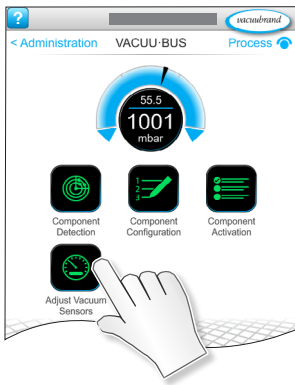 ?
vacuubrand
< Administration VACUU·BUS Process
55.5
1001
mbar
1
2
3
Component
Detection
Component
Configuration
Component
Activation
Adjust Vacuum
Sensors